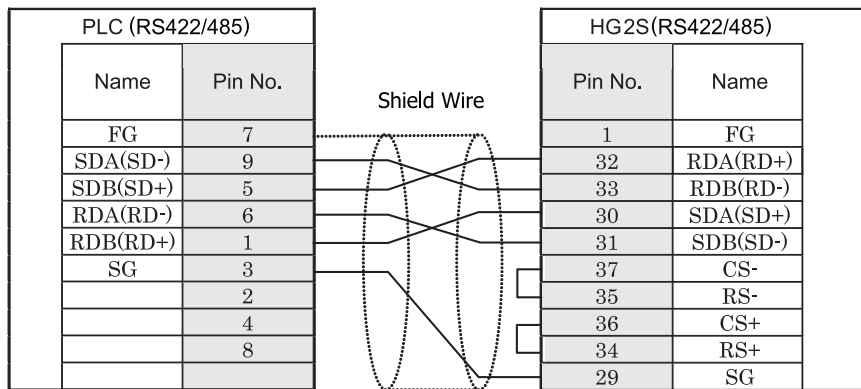 PLC (RS422/485) HG2S(RS422/485)
Name Pin No. Shield Wire Pin No. Name
FG 7 1 FG
SDA(SD-) 9 32 RDA(RD+)
SDB(SD+) 5 33 RDB(RD-)
RDA(RD-) 6 30 SDA(SD+)
RDB(RD+) 1 31 SDB(SD-)
SG 3 37 CS-
2 35 RS-
4 36 CS+
8 34 RS+
29 SG